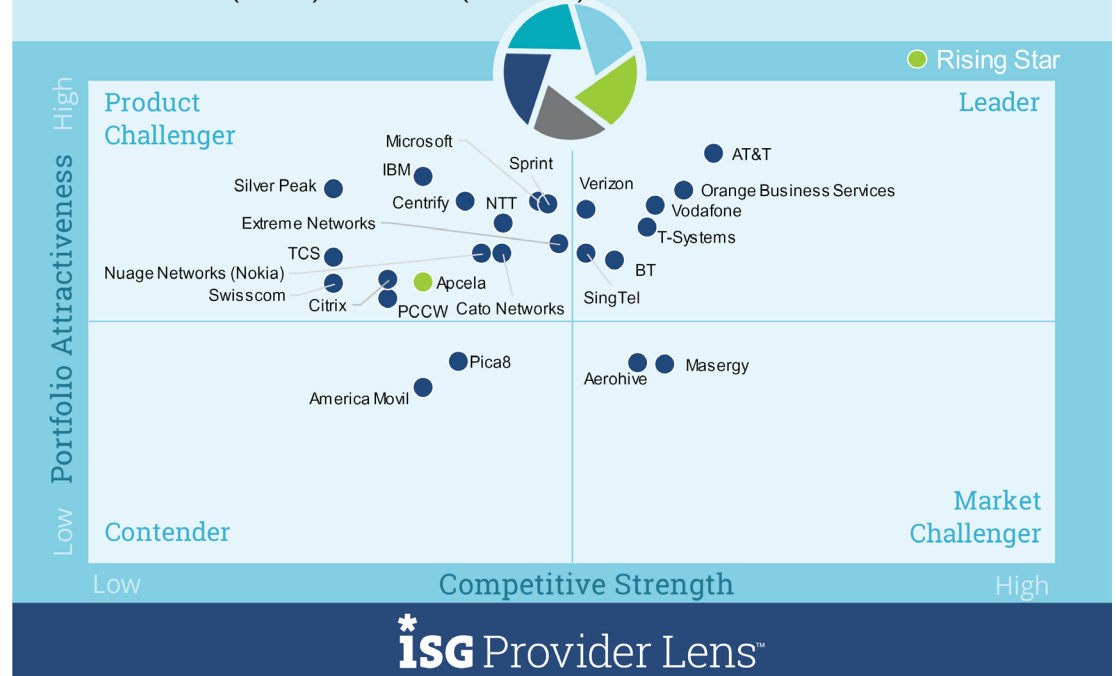 Rising Star
High
Product
Challenger
Leader
Microsoft
AT&T
Sprint
IBM
Silver Peak
Verizon
Orange Business Services
Centrify
NTT
Vodafone
Extreme Networks
T-Systems
TCS
BT
Nuage Networks (Nokia)
Apcela
Swisscom
SingTel
Citrix
PCCW
Cato Networks
Portfolio Attractiveness
Pica8
Masergy
Aerohive
America Movil
Market
Challenger
Contender
Low
Low
Competitive Strength
High
ISG Provider Lens™